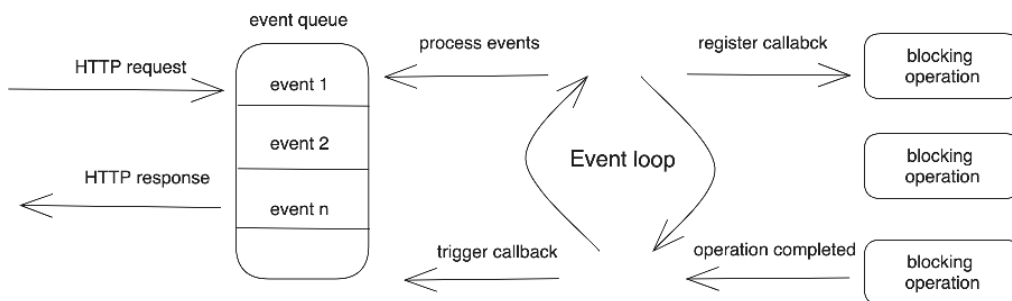 event queue
HTTP request
event 1
event 2
HTTP response
event n
process events
register callabck
Event loop
trigger callback
operation completed
blocking
operation
blocking
operation
blocking
operation